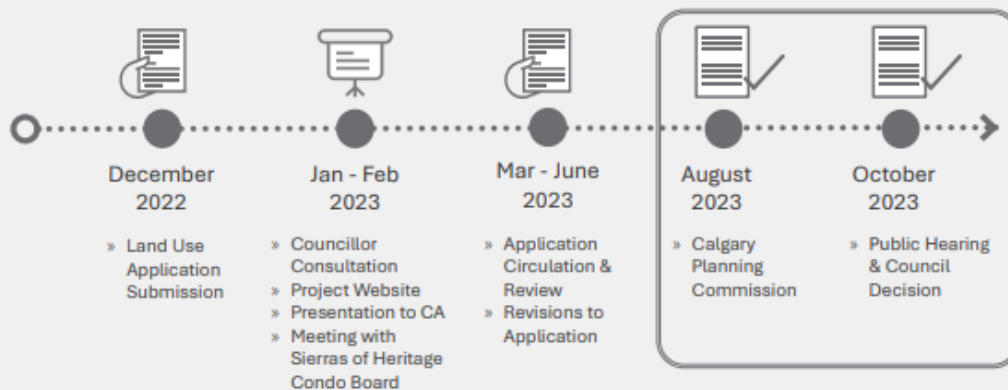 December
2022
» Land Use
Application
Submission
Jan - Feb
2023
» Councillor
Consultation
» Project Website
» Presentation to CA
» Meeting with
Sierras of Heritage
Condo Board
Mar - June
2023
» Application
Circulation &
Review
» Revisions to
Application
August
2023
» Calgary
Planning
Commission
October
2023
» Public Hearing
& Council
Decision